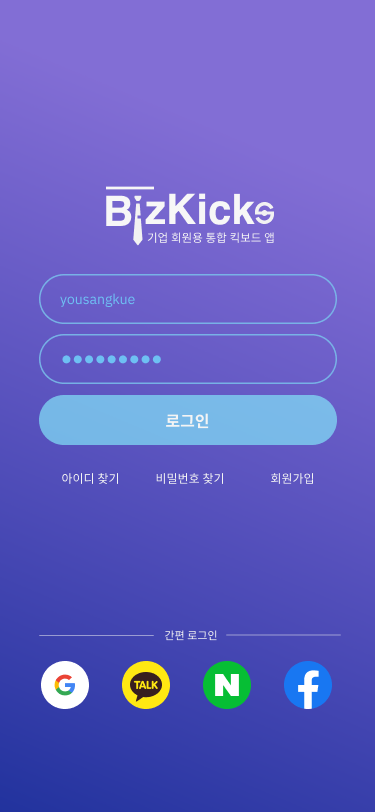 BizKicks
기업 회원용 통합 킥보드 앱
yousangkue
●●●●●●●●●
로그인
아이디 찾기 비밀번호 찾기 회원가입
간편 로그인
G TALK N f